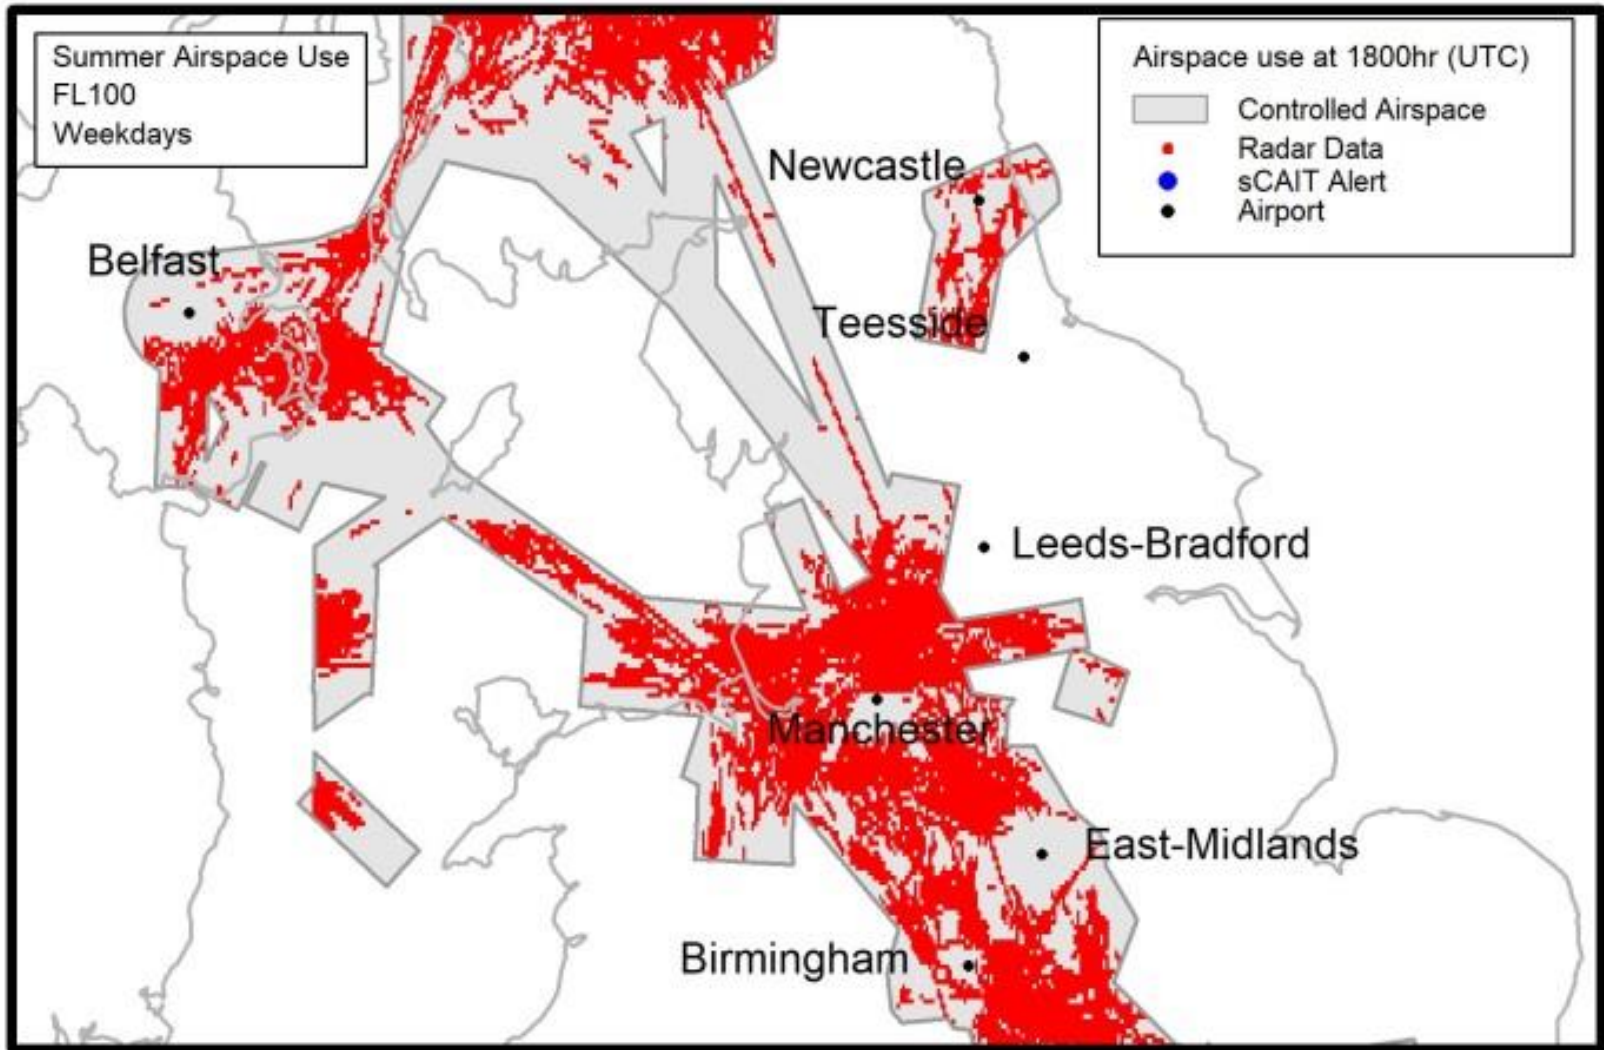 Summer Airspace Use
FL100
Weekdays
Airspace use at 1800hr (UTC)
Controlled Airspace
Radar Data
sCAIT Alert
Airport
Newcastle
Belfast
Teesside
Leeds-Bradford
Manchester
East-Midlands
Birmingham